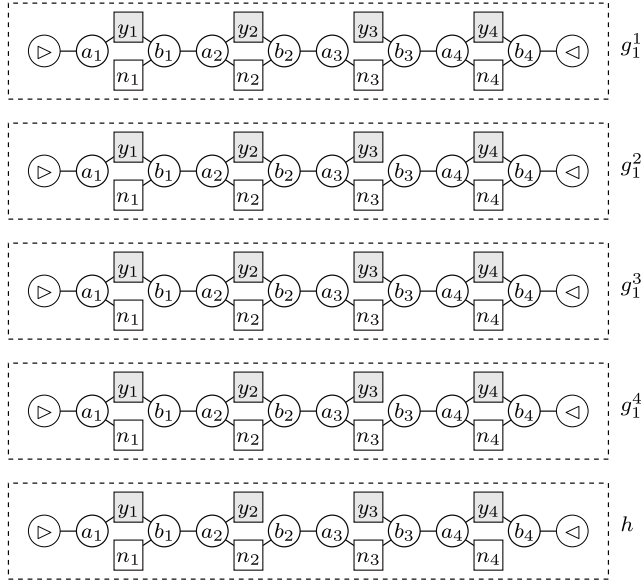 ▷ a₁ y₁ n₁ b₁ a₂ y₂ n₂ b₂ a₃ y₃ n₃ b₃ a₄ y₄ n₄ b₄ ◁ g₁¹
▷ a₁ y₁ n₁ b₁ a₂ y₂ n₂ b₂ a₃ y₃ n₃ b₃ a₄ y₄ n₄ b₄ ◁ g₁²
▷ a₁ y₁ n₁ b₁ a₂ y₂ n₂ b₂ a₃ y₃ n₃ b₃ a₄ y₄ n₄ b₄ ◁ g₁³
▷ a₁ y₁ n₁ b₁ a₂ y₂ n₂ b₂ a₃ y₃ n₃ b₃ a₄ y₄ n₄ b₄ ◁ g₁⁴
▷ a₁ y₁ n₁ b₁ a₂ y₂ n₂ b₂ a₃ y₃ n₃ b₃ a₄ y₄ n₄ b₄ ◁ h